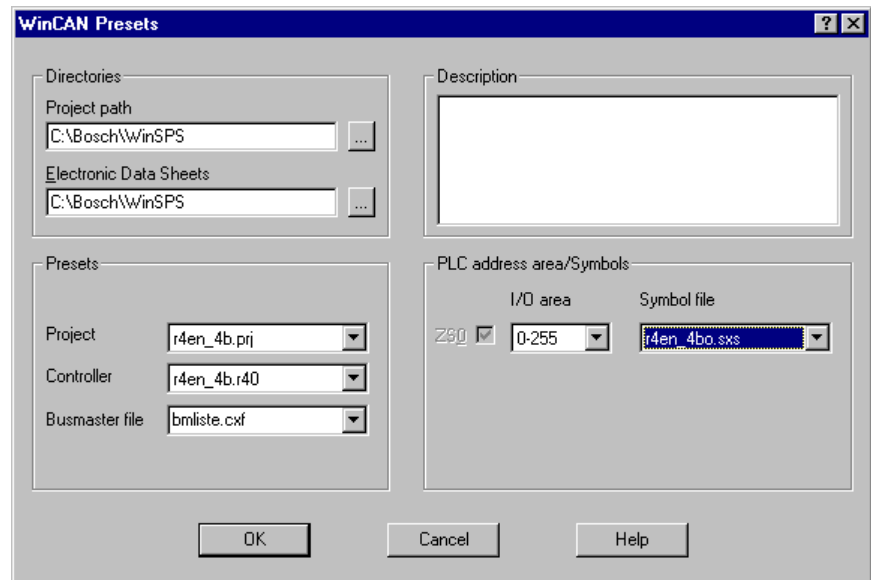 WinCAN Presets
Directories
Project path
C:\Bosch\WinSPS
...
Electronic Data Sheets
C:\Bosch\WinSPS
...
Description
Presets
Project
r4en_4b.prj
Controller
r4en_4b.r40
Busmaster file
bmliste.cxf
PLC address area/Symbols
I/O area
Symbol file
ZS0
0-255
r4en_4bo.sxs
OK
Cancel
Help